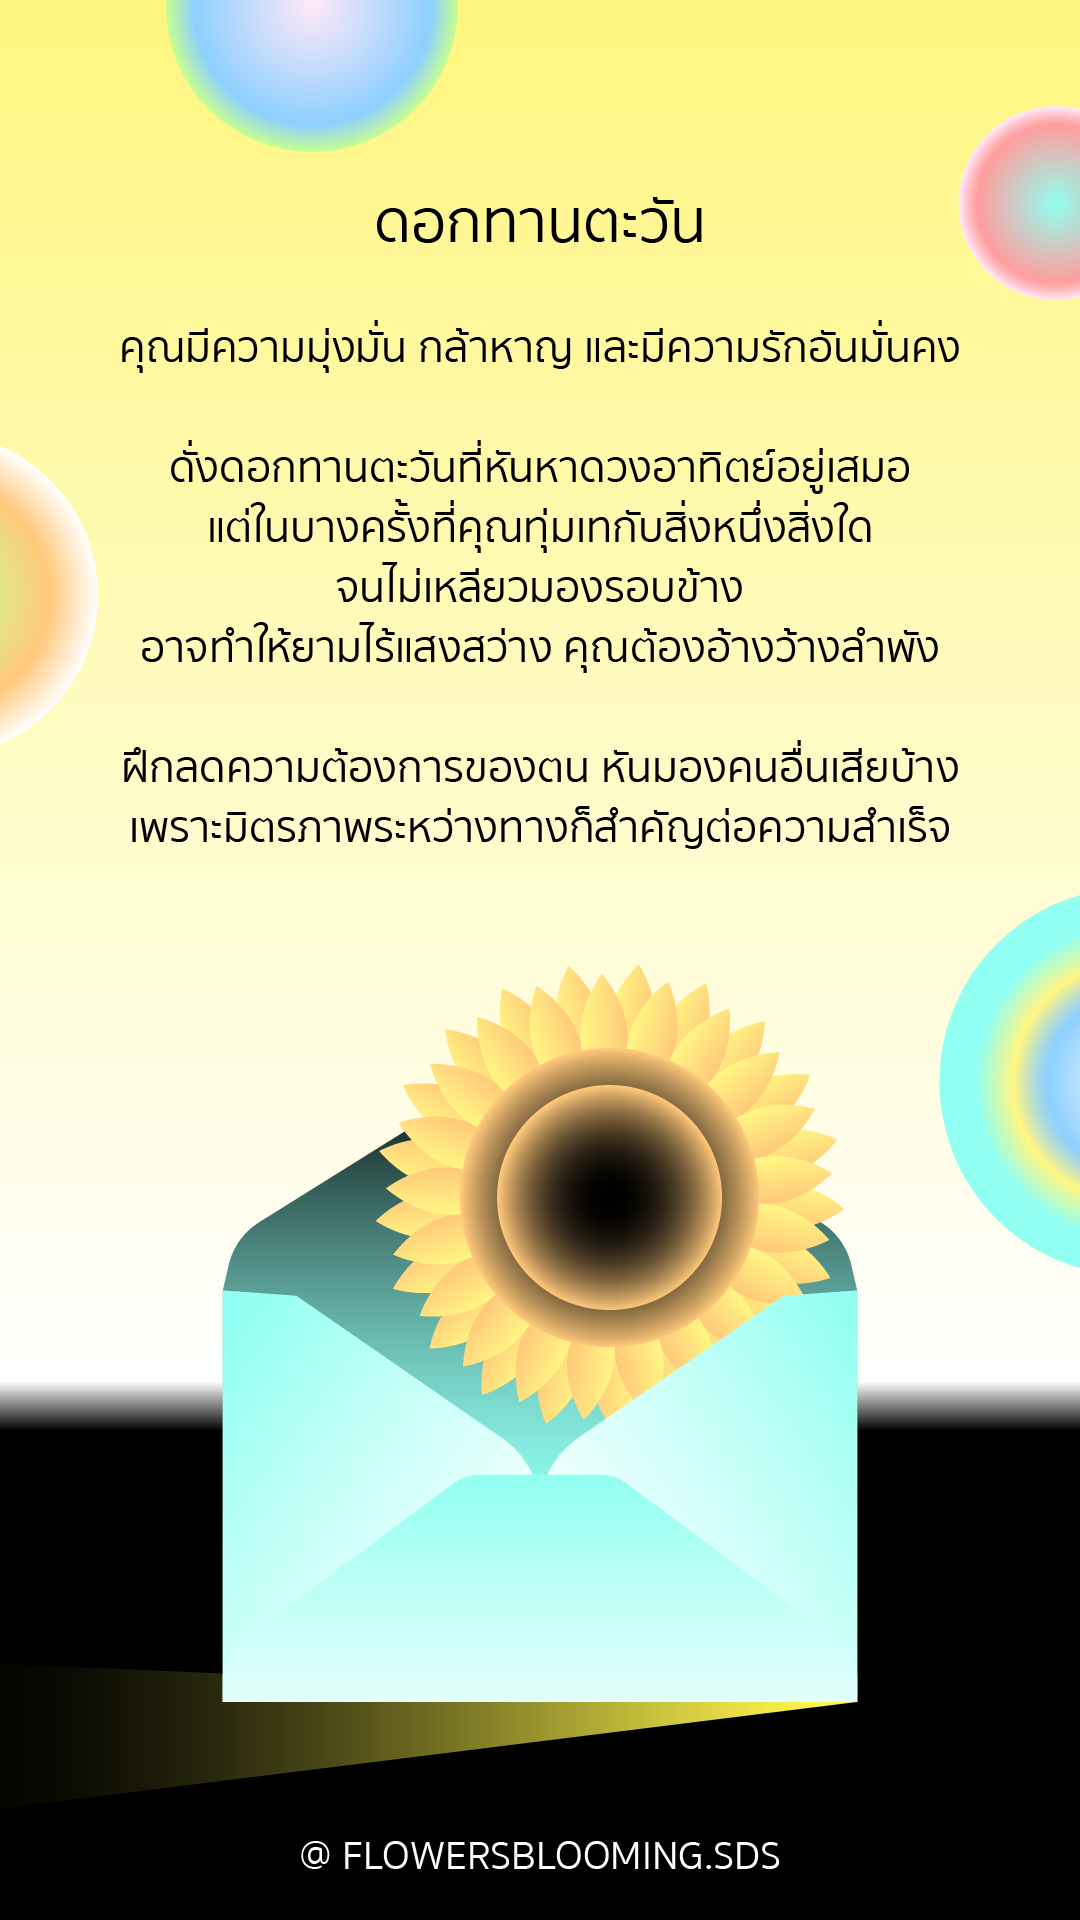 ดอกทานตะวัน
คุณมีความมุ่งมั่น กล้าหาญ และมีความรักอันมั่นคง
ดั่งดอกทานตะวันที่หันหาดวงอาทิตย์อยู่เสมอ
แต่ในบางครั้งที่คุณทุ่มเทกับสิ่งหนึ่งสิ่งใด
จนไม่เหลียวมองรอบข้าง
อาจทำให้ยามไร้แสงสว่าง คุณต้องอ้างว้างลำพัง
ฝึกลดความต้องการของตน หันมองคนอื่นเสียบ้าง
เพราะมิตรภาพระหว่างทางก็สำคัญต่อความสำเร็จ
@ FLOWERSBLOOMING.SDS